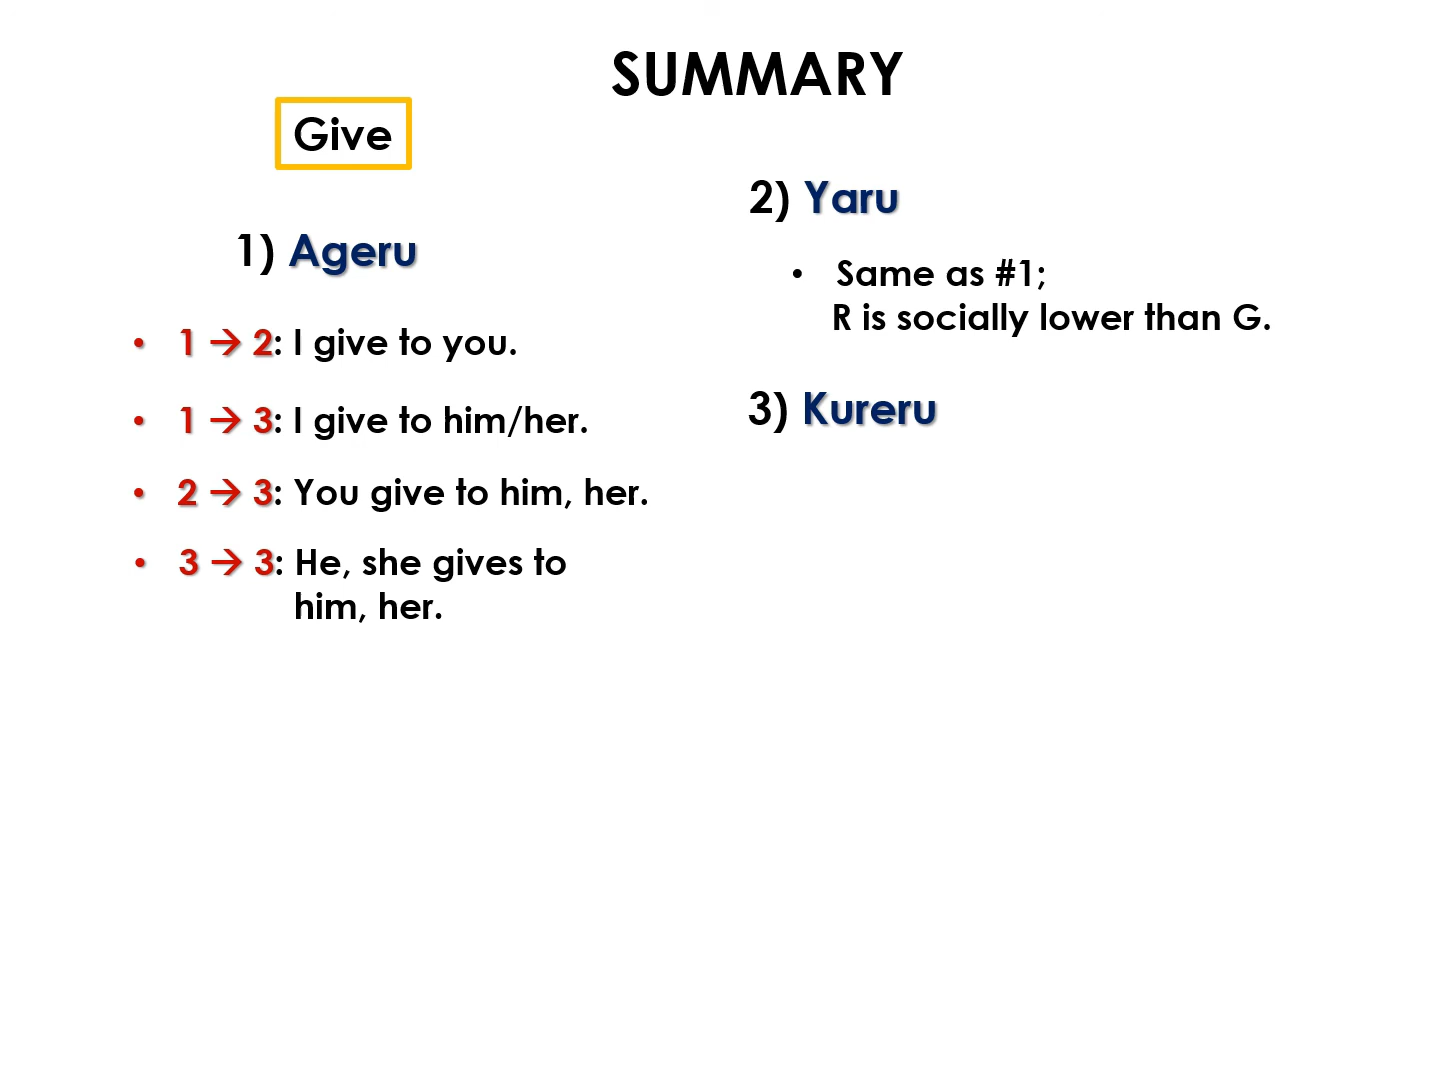 SUMMARY
Give
1) Ageru
• 1 → 2: I give to you.
• 1 → 3: I give to him/her.
• 2 → 3: You give to him, her.
• 3 → 3: He, she gives to
him, her.
2) Yaru
• Same as #1;
R is socially lower than G.
3) Kureru